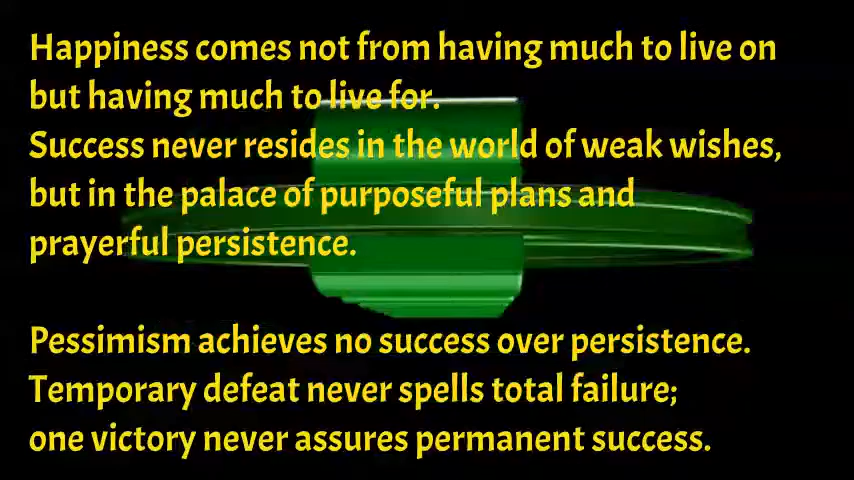 Happiness comes not from having much to live on
but having much to live for.
Success never resides in the world of weak wishes,
but in the palace of purposeful plans and
prayerful persistence.
Pessimism achieves no success over persistence.
Temporary defeat never spells total failure;
one victory never assures permanent success.